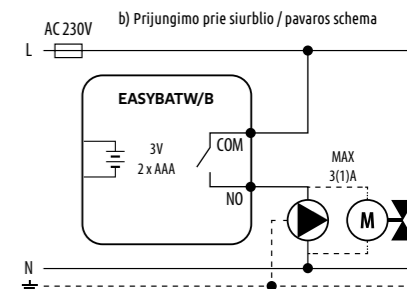 b) Prijungimo prie siurblio / pavaros schema
AC 230V
L
EASYBATW/B
3V
2 x AAA
COM
NO
MAX
3(1)A
M
N